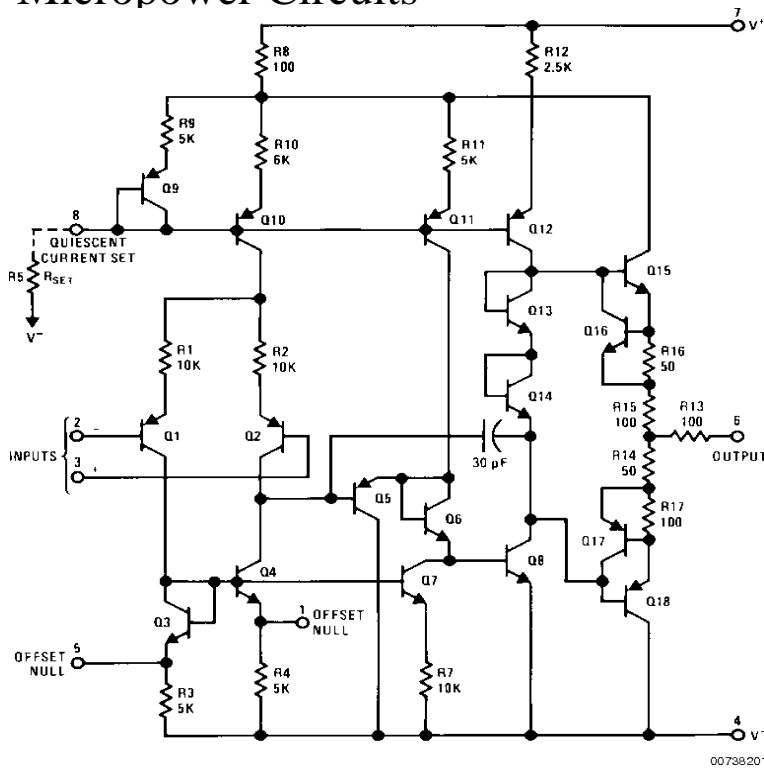 Micropower Circuits
7
V+
R8
100
R12
2.5K
R9
5K
R10
6K
R11
5K
Q9
8
Q10
Q11
Q12
QUIESCENT
CURRENT SET
R5
RSET
V−
Q13
Q15
Q16
R16
50
R1
10K
R2
10K
Q14
R15
100
R13
100
6
OUTPUT
2
−
INPUTS
3
+
Q1
Q2
30 pF
R14
50
Q5
Q6
R17
100
Q17
Q4
Q7
Q8
Q18
Q3
1
OFFSET
NULL
5
OFFSET
NULL
R3
5K
R4
5K
R7
10K
4
V−
00738201